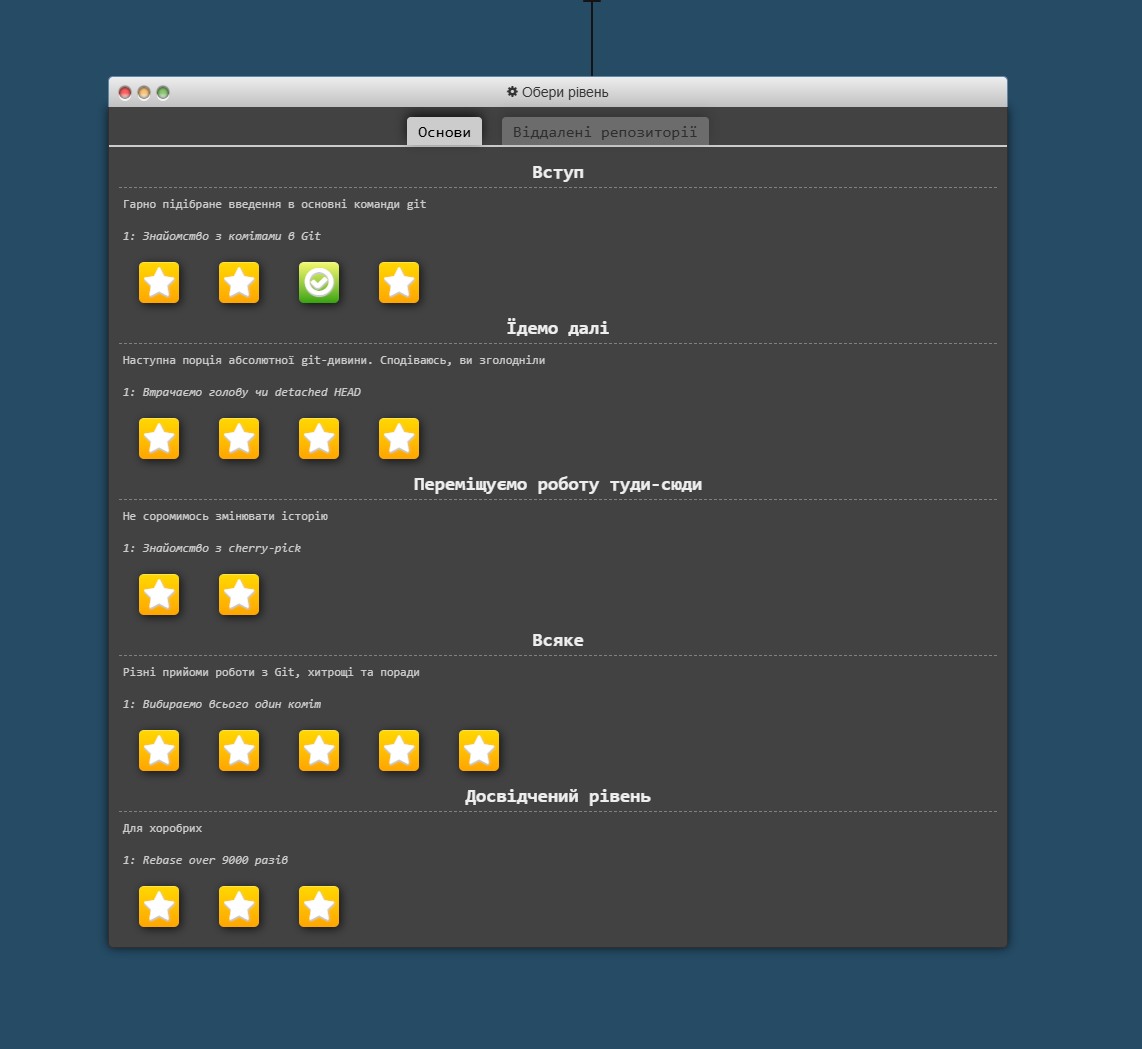 Обери рівень
Основи
Віддалені репозиторії
Вступ
Гарно підібране введення в основні команди git
1: Знайомство з комітами в Git
Їдемо далі
Наступна порція абсолютної git-дивини. Сподіваюсь, ви зголодніли
1: Втрачаємо голову чи detached HEAD
Переміщуємо роботу туди-сюди
Не соромимось змінювати історію
1: Знайомство з cherry-pick
Всяке
Різні прийоми роботи з Git, хитрощі та поради
1: Вибираємо всього один коміт
Досвідчений рівень
Для хоробрих
1: Rebase over 9000 разів